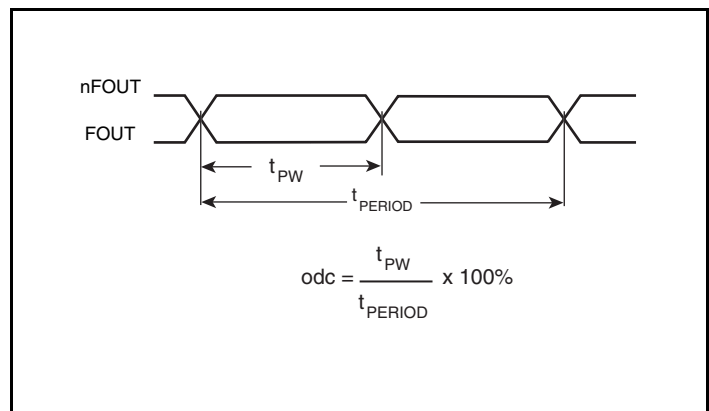 nFOUT
FOUT
tPW
tPERIOD
odc = tPW / tPERIOD x 100%